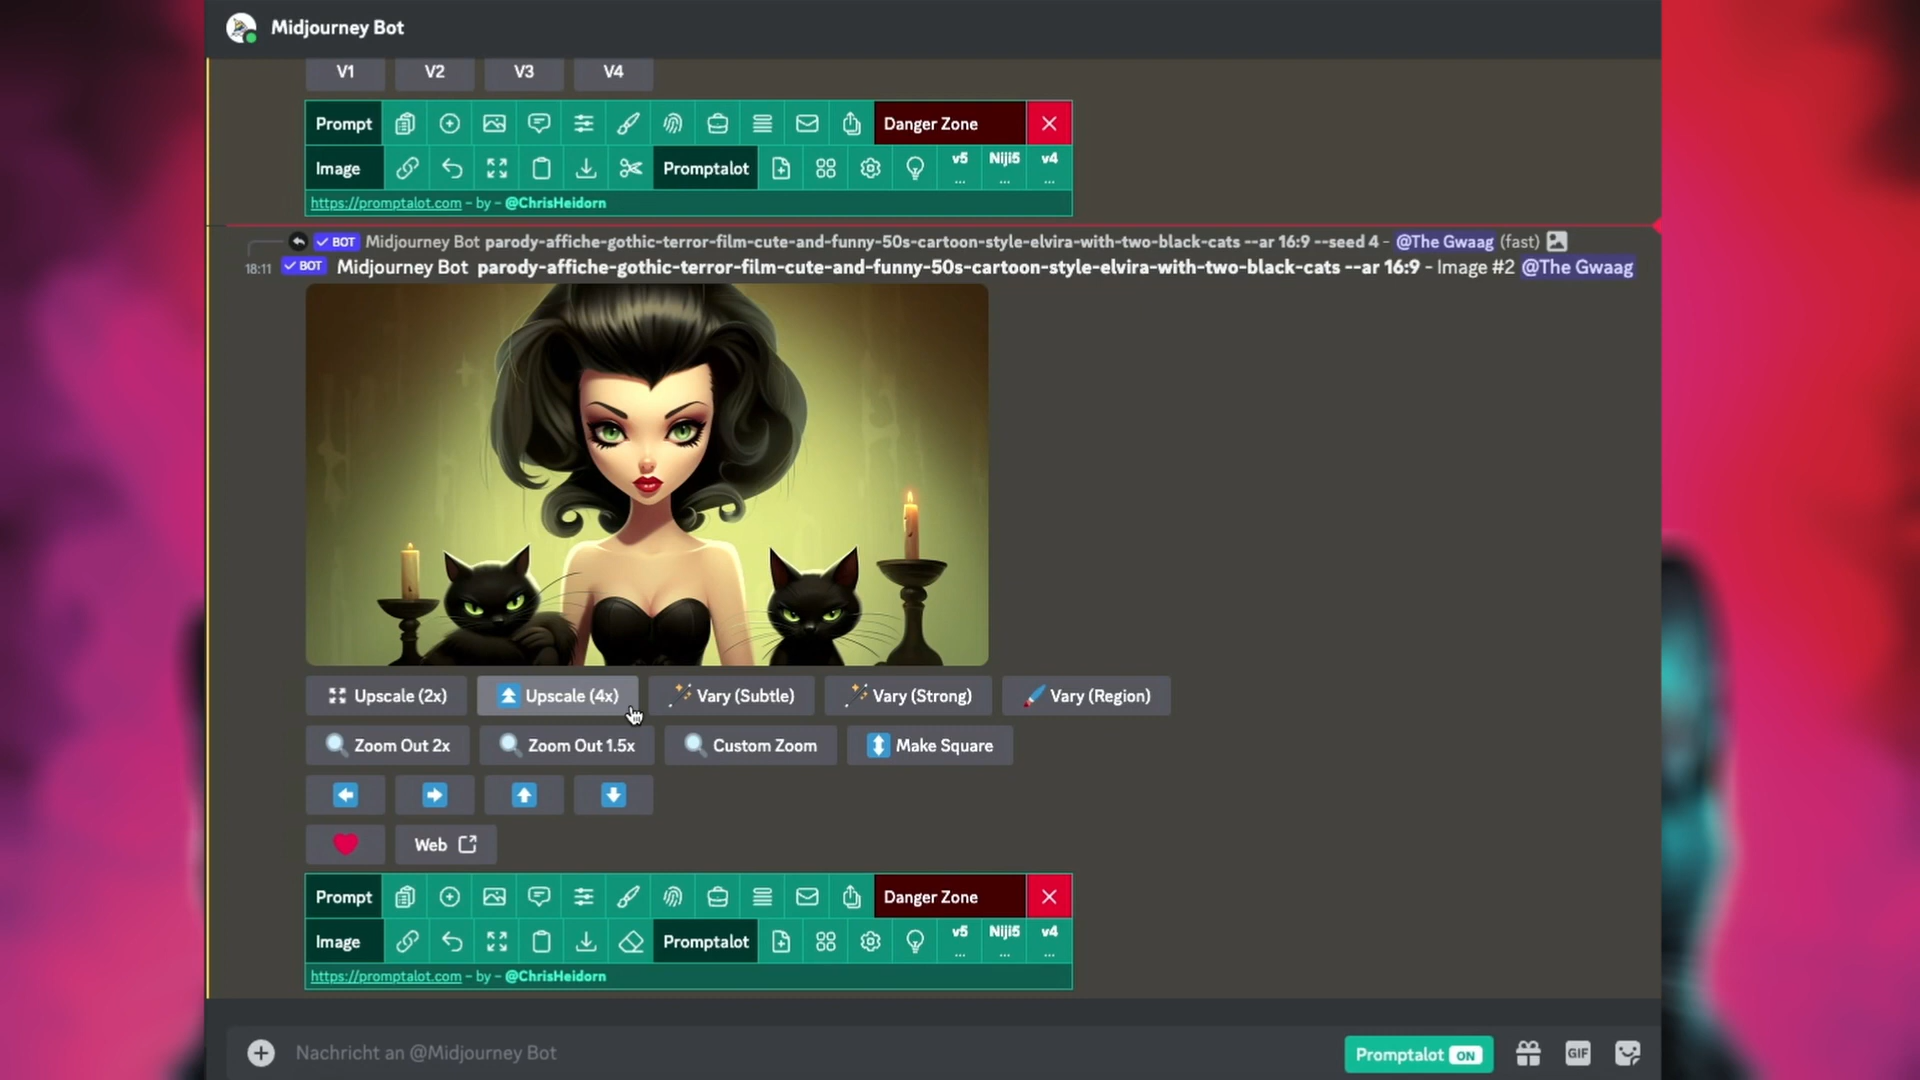 Midjourney Bot
V1 V2 V3 V4
Prompt Danger Zone
Image Promptalot v5 ... Niji5 ... v4 ...
https://promptalot.com - by - @ChrisHeidorn
BOT Midjourney Bot parody-affiche-gothic-terror-film-cute-and-funny-50s-cartoon-style-elvira-with-two-black-cats --ar 16:9 --seed 4 - @The Gwaag (fast)
18:11 BOT Midjourney Bot parody-affiche-gothic-terror-film-cute-and-funny-50s-cartoon-style-elvira-with-two-black-cats --ar 16:9 - Image #2 @The Gwaag
Upscale (2x) Upscale (4x) Vary (Subtle) Vary (Strong) Vary (Region)
Zoom Out 2x Zoom Out 1.5x Custom Zoom Make Square
Web
Prompt Danger Zone
Image Promptalot v5 ... Niji5 ... v4 ...
https://promptalot.com - by - @ChrisHeidorn
Nachricht an @Midjourney Bot Promptalot ON GIF